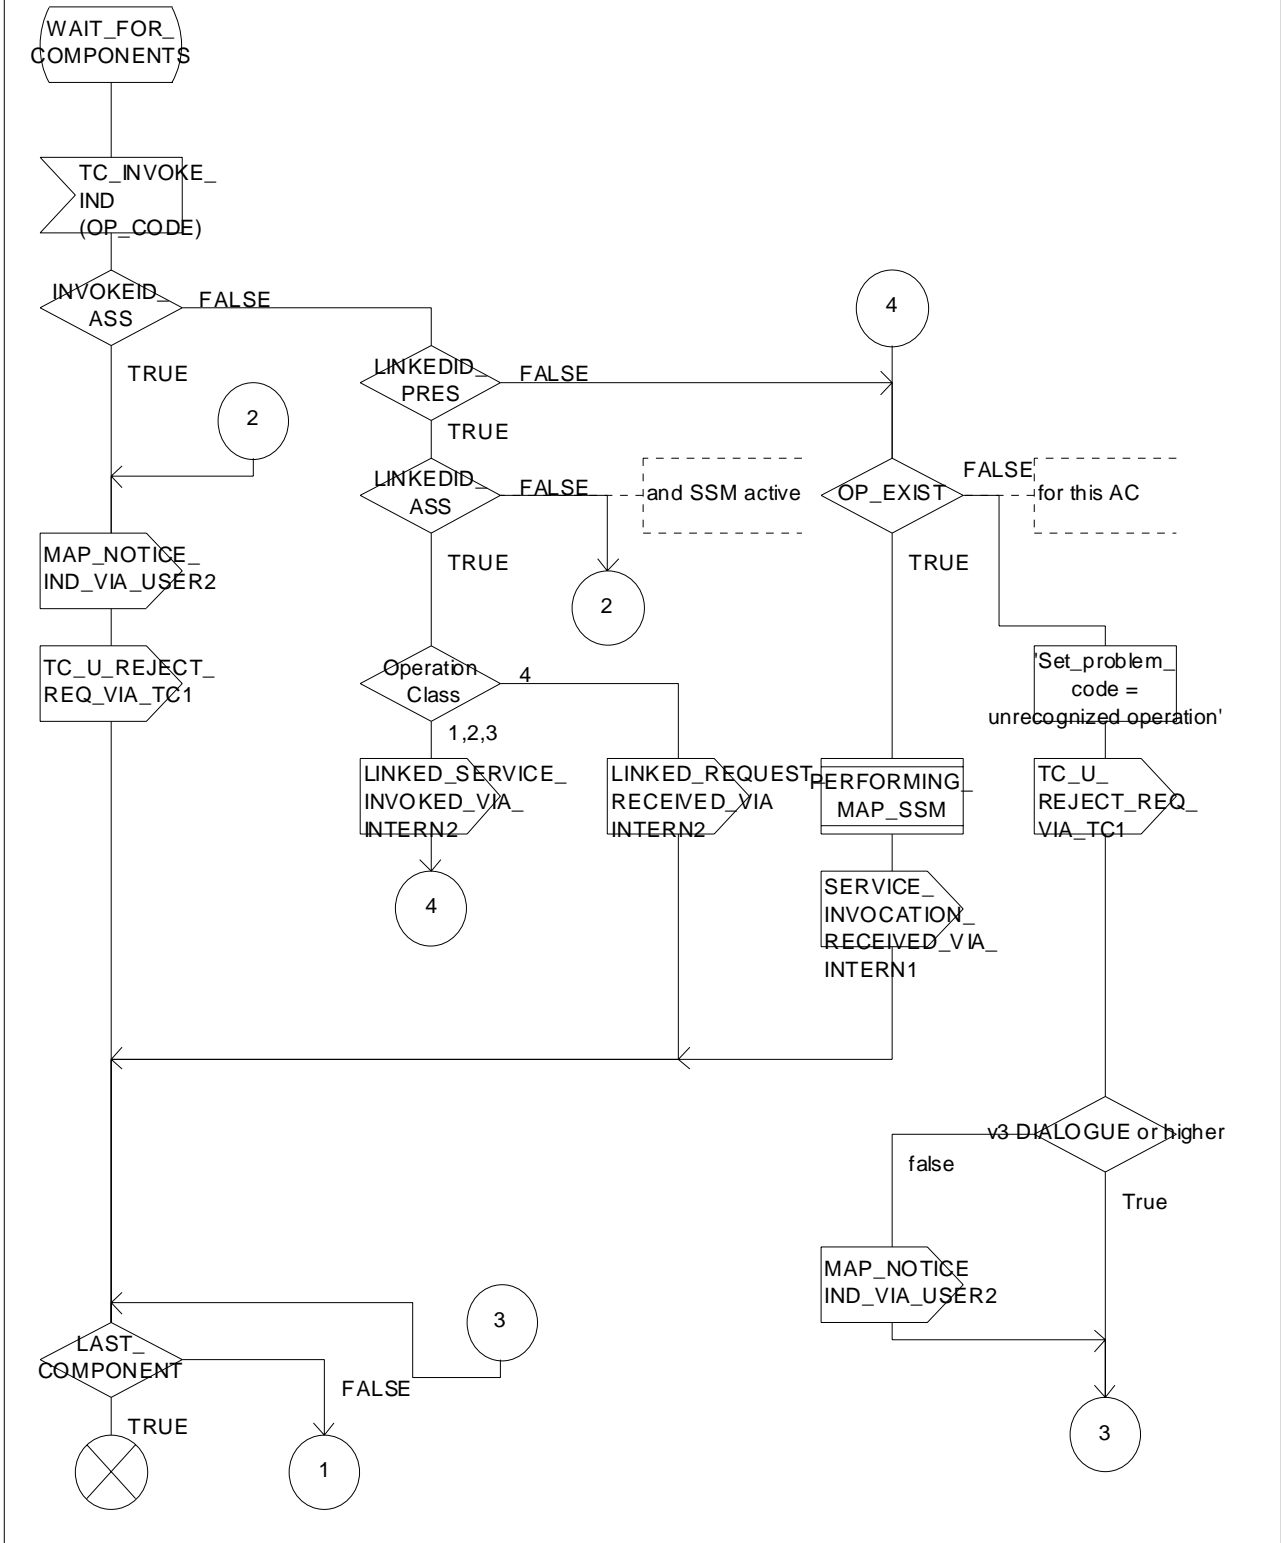 WAIT_FOR_
COMPONENTS
TC_INVOKE_
IND
(OP_CODE)
INVOKEID_
ASS
FALSE
TRUE
4
LINKEDID_
PRES
FALSE
TRUE
2
LINKEDID_
ASS
FALSE
and SSM active
TRUE
2
OP_EXIST
FALSE
for this AC
TRUE
MAP_NOTICE_
IND_VIA_USER2
TC_U_REJECT_
REQ_VIA_TC1
Operation
Class
4
1,2,3
'Set_problem_
code =
unrecognized operation'
LINKED_SERVICE_
INVOKED_VIA_
INTERN2
LINKED_REQUEST_
RECEIVED_VIA
INTERN2
PERFORMING_
MAP_SSM
TC_U_
REJECT_REQ_
VIA_TC1
4
SERVICE_
INVOCATION_
RECEIVED_VIA_
INTERN1
v3 DIALOGUE or higher
false
True
MAP_NOTICE
IND_VIA_USER2
3
LAST_
COMPONENT
FALSE
TRUE
1
3